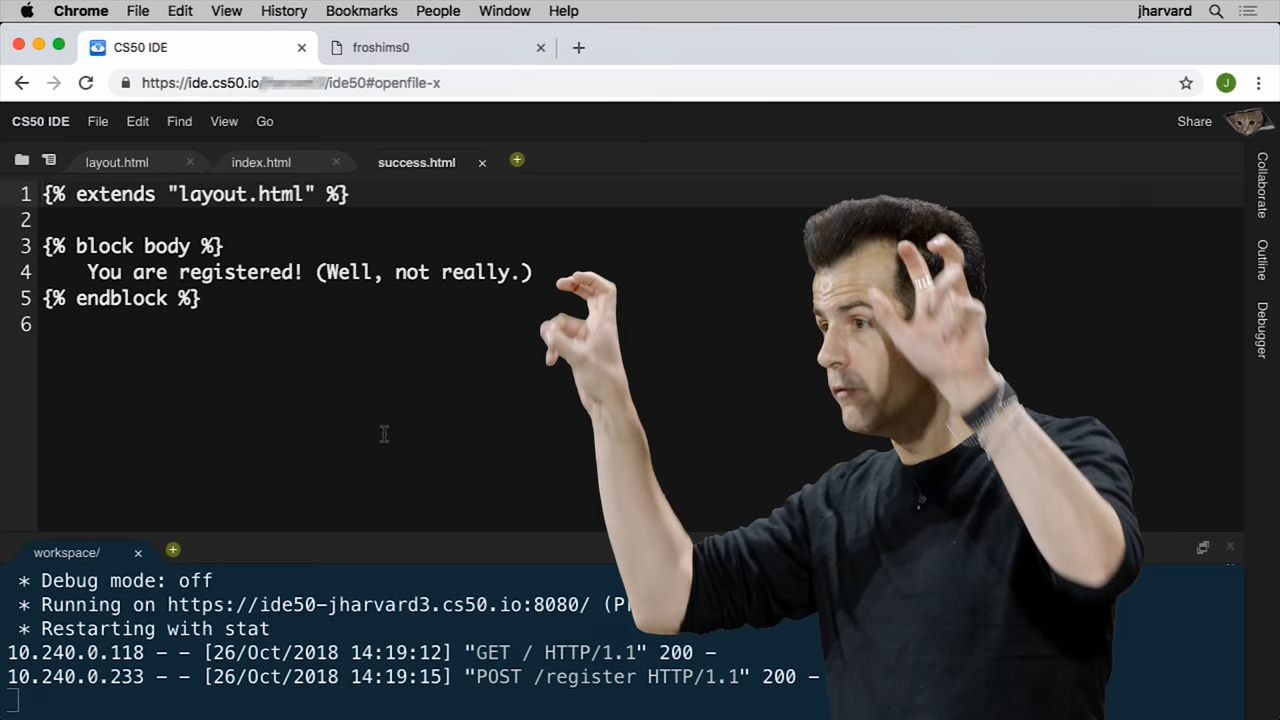 Chrome File Edit View History Bookmarks People Window Help jharvard
CS50 IDE froshims0
https://ide.cs50.io/ /ide50#openfile-x J
CS50 IDE File Edit Find View Go Share
layout.html index.html success.html
1 {% extends "layout.html" %}
2
3 {% block body %}
4 You are registered! (Well, not really.)
5 {% endblock %}
6
Collaborate
Outline
Debugger
workspace/
* Debug mode: off
* Running on https://ide50-jharvard3.cs50.io:8080/
* Restarting with stat
10.240.0.118 - - [26/Oct/2018 14:19:12] "GET / HTTP/1.1" 200 -
10.240.0.233 - - [26/Oct/2018 14:19:15] "POST /register HTTP/1.1" 200 -